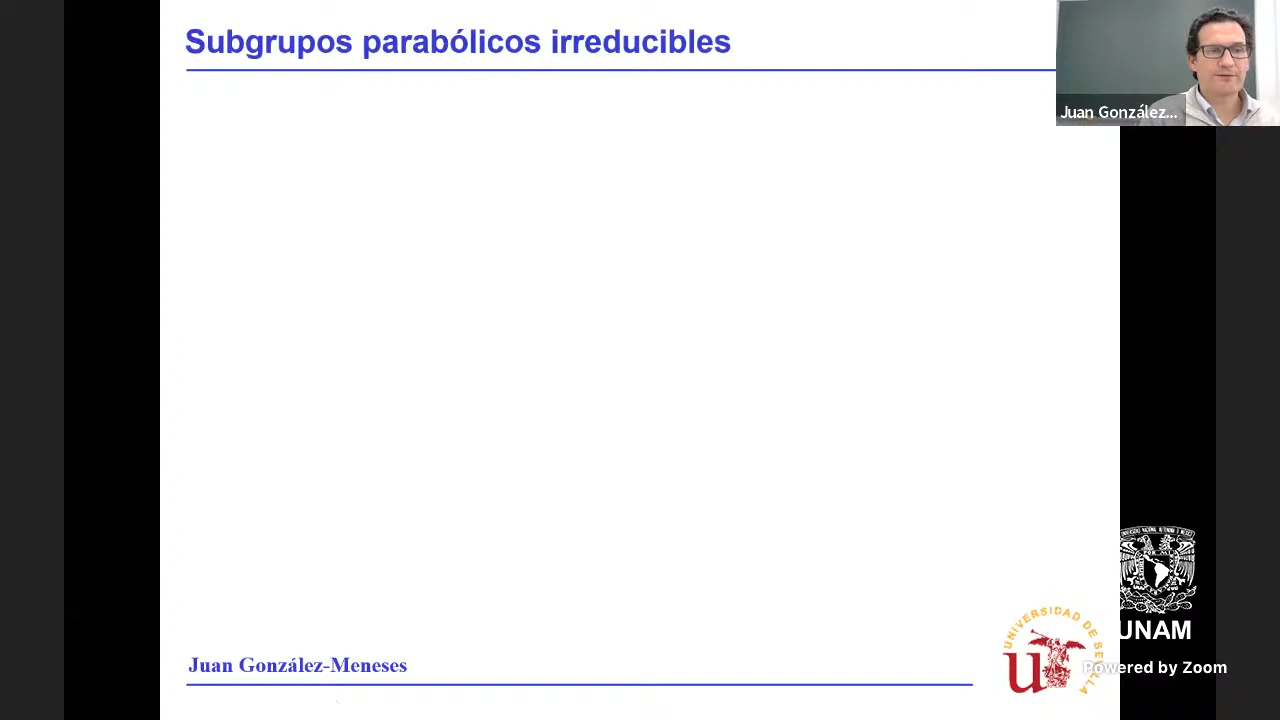 Subgrupos parabólicos irreducibles
Juan González...
Juan González-Meneses
UNIVERSIDAD DE SEVILLA
UNAM
Powered by Zoom